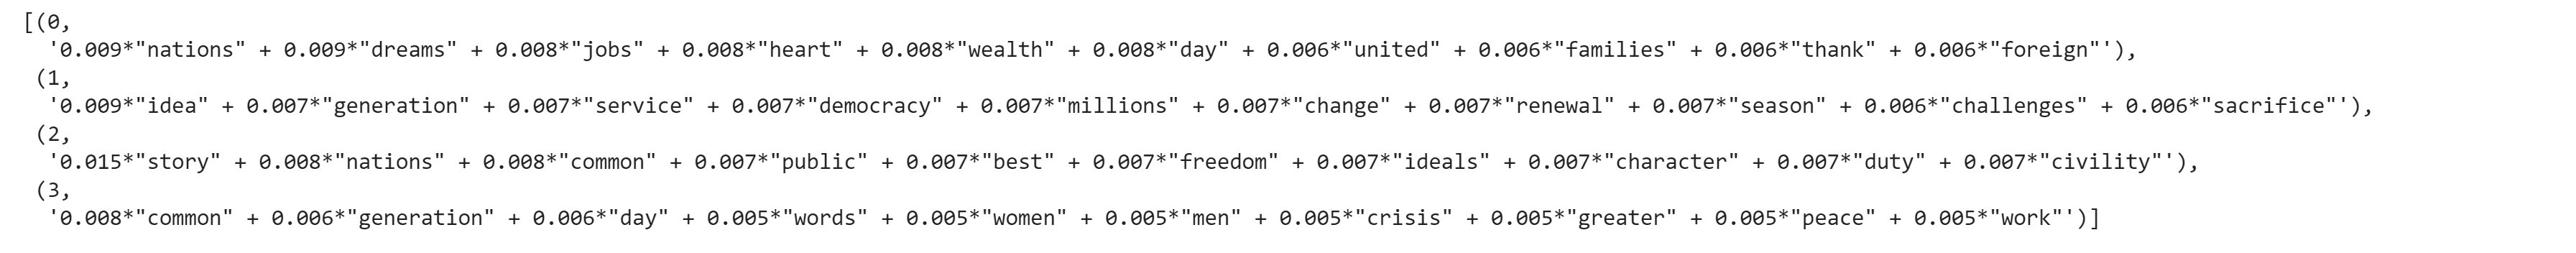 [(0,
  '0.009*"nations" + 0.009*"dreams" + 0.008*"jobs" + 0.008*"heart" + 0.008*"wealth" + 0.008*"day" + 0.006*"united" + 0.006*"families" + 0.006*"thank" + 0.006*"foreign"'),
 (1,
  '0.009*"idea" + 0.007*"generation" + 0.007*"service" + 0.007*"democracy" + 0.007*"millions" + 0.007*"change" + 0.007*"renewal" + 0.007*"season" + 0.006*"challenges" + 0.006*"sacrifice"'),
 (2,
  '0.015*"story" + 0.008*"nations" + 0.008*"common" + 0.007*"public" + 0.007*"best" + 0.007*"freedom" + 0.007*"ideals" + 0.007*"character" + 0.007*"duty" + 0.007*"civility"'),
 (3,
  '0.008*"common" + 0.006*"generation" + 0.006*"day" + 0.005*"words" + 0.005*"women" + 0.005*"men" + 0.005*"crisis" + 0.005*"greater" + 0.005*"peace" + 0.005*"work"')]